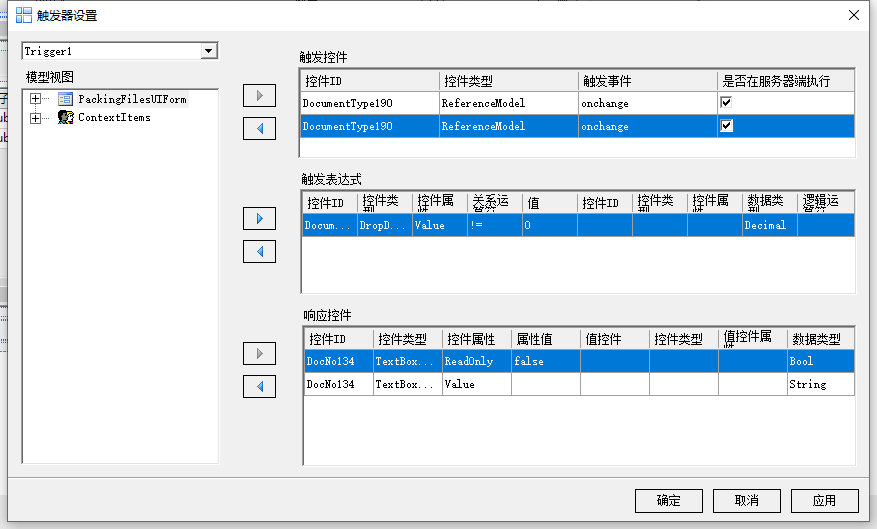 触发器设置
Trigger1
模型视图
PackingFilesUIForm
ContextItems
触发控件
控件ID 控件类型 触发事件 是否在服务器端执行
DocumentType190 ReferenceModel onchange
DocumentType190 ReferenceModel onchange
触发表达式
控件ID 控件类型 控件属性 关系运 值 控件ID 控件类型 控件属性 数据类型 逻辑运
Docum... DropD... Value != 0 Decimal
响应控件
控件ID 控件类型 控件属性 属性值 值控件 控件类型 值控件属性 数据类型
DocNo134 TextBox... ReadOnly false Bool
DocNo134 TextBox... Value String
确定 取消 应用